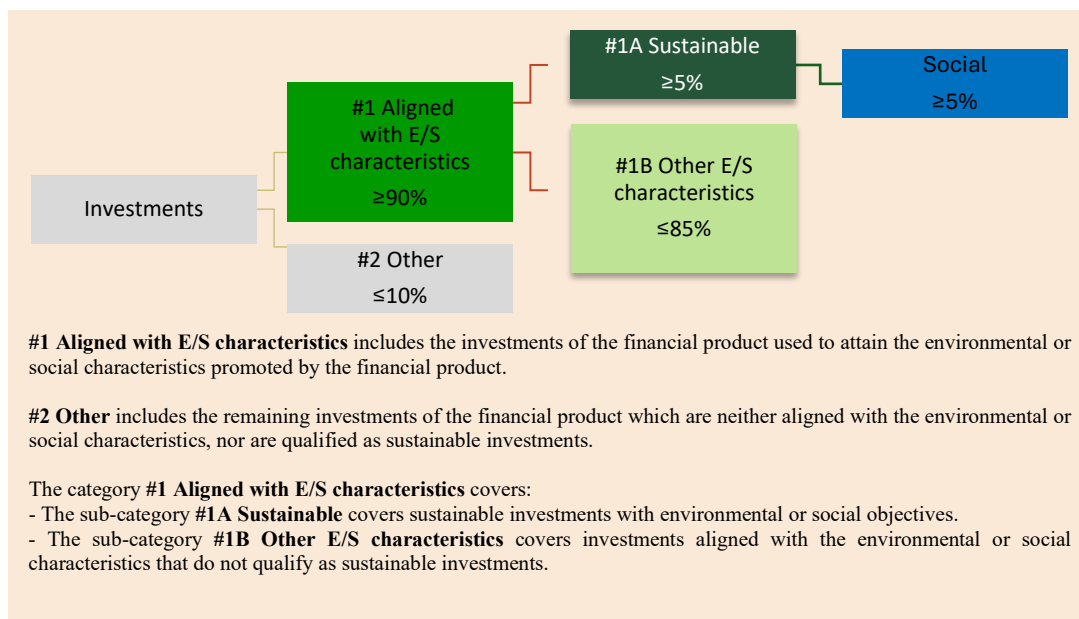 #1A Sustainable
≥5%
Social
≥5%
#1 Aligned
with E/S
characteristics
≥90%
#1B Other E/S
characteristics
≤85%
Investments
#2 Other
≤10%
#1 Aligned with E/S characteristics includes the investments of the financial product used to attain the environmental or
social characteristics promoted by the financial product.
#2 Other includes the remaining investments of the financial product which are neither aligned with the environmental or
social characteristics, nor are qualified as sustainable investments.
The category #1 Aligned with E/S characteristics covers:
- The sub-category #1A Sustainable covers sustainable investments with environmental or social objectives.
- The sub-category #1B Other E/S characteristics covers investments aligned with the environmental or social
characteristics that do not qualify as sustainable investments.